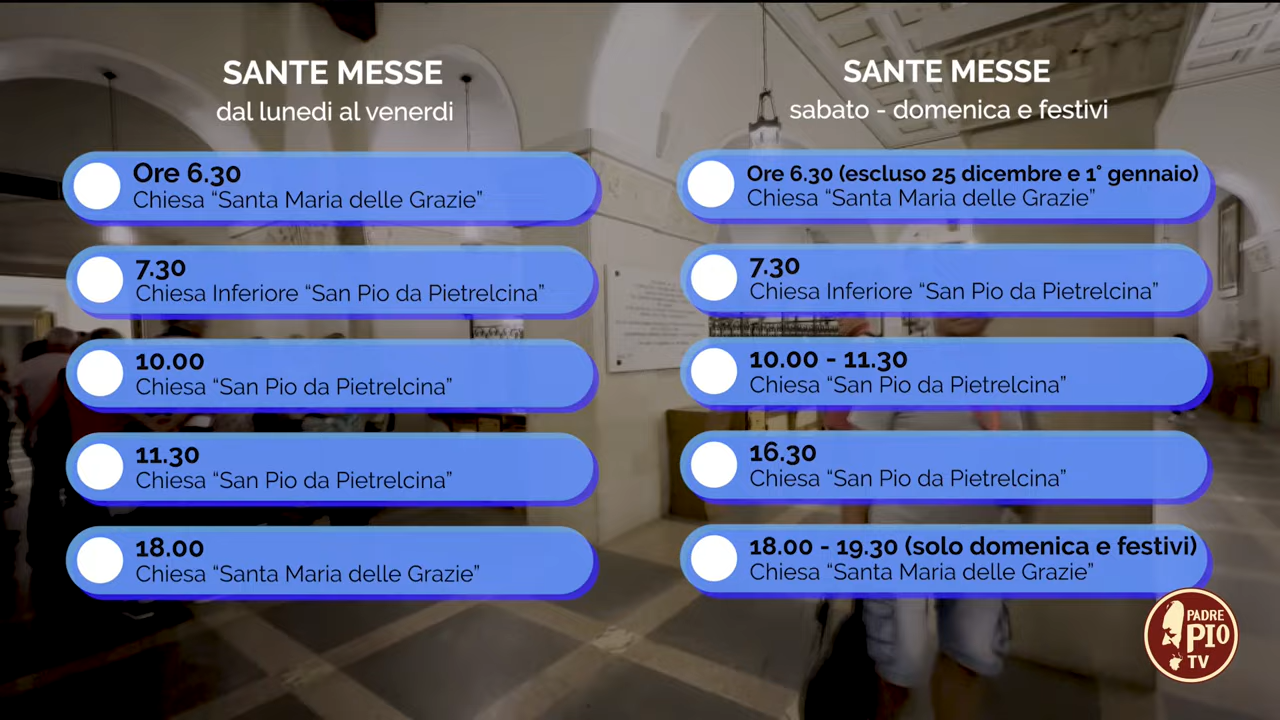 SANTE MESSE
dal lunedi al venerdi
Ore 6.30
Chiesa “Santa Maria delle Grazie”
7.30
Chiesa Inferiore “San Pio da Pietrelcina”
10.00
Chiesa “San Pio da Pietrelcina”
11.30
Chiesa “San Pio da Pietrelcina”
18.00
Chiesa “Santa Maria delle Grazie”
SANTE MESSE
sabato - domenica e festivi
Ore 6.30 (escluso 25 dicembre e 1° gennaio)
Chiesa “Santa Maria delle Grazie”
7.30
Chiesa Inferiore “San Pio da Pietrelcina”
10.00 - 11.30
Chiesa “San Pio da Pietrelcina”
16.30
Chiesa “San Pio da Pietrelcina”
18.00 - 19.30 (solo domenica e festivi)
Chiesa “Santa Maria delle Grazie”
PADRE
PIO
TV